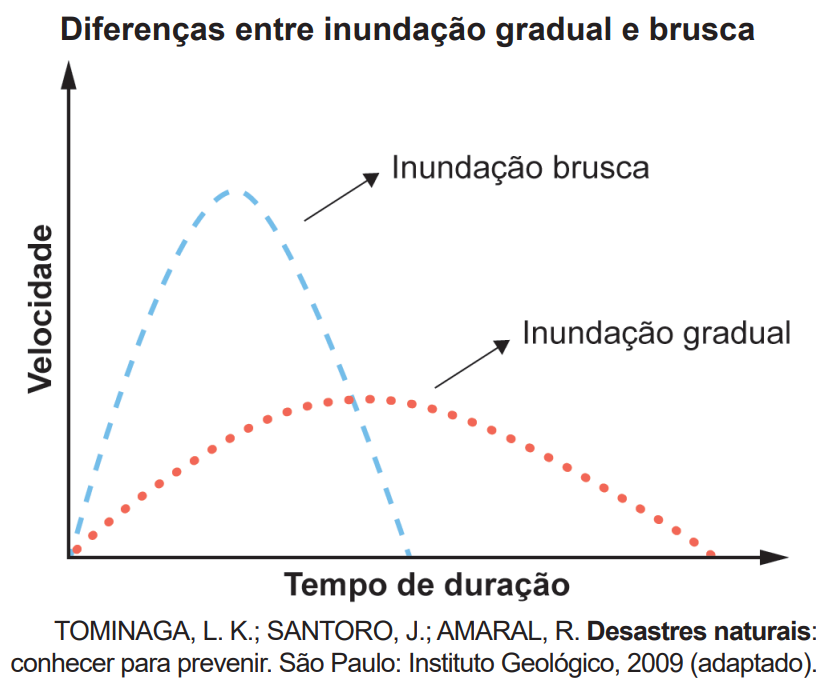 Diferenças entre inundação gradual e brusca
Inundação brusca
Inundação gradual
Velocidade
Tempo de duração
TOMINAGA, L. K.; SANTORO, J.; AMARAL, R. Desastres naturais:
conhecer para prevenir. São Paulo: Instituto Geológico, 2009 (adaptado).